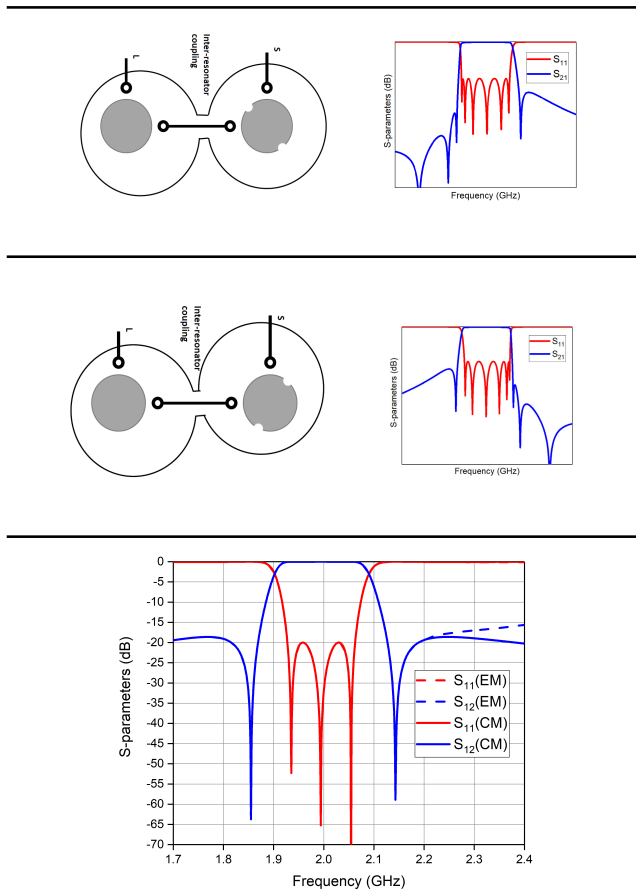 L
Inter-resonator
coupling
S
S-parameters (dB)
S11
S21
Frequency (GHz)
L
Inter-resonator
coupling
S
S-parameters (dB)
S11
S21
Frequency (GHz)
0
-5
-10
-15
-20
-25
-30
-35
-40
-45
-50
-55
-60
-65
-70
S-parameters (dB)
S11(EM)
S12(EM)
S11(CM)
S12(CM)
1.7 1.8 1.9 2.0 2.1 2.2 2.3 2.4
Frequency (GHz)